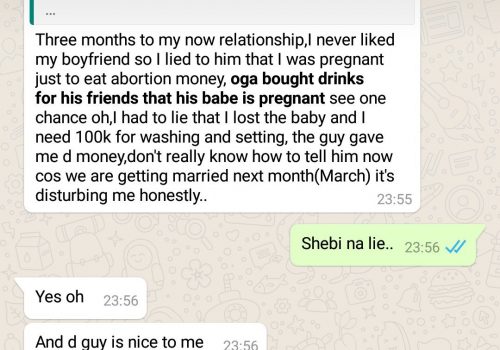 ...
Three months to my now relationship,I never liked
my boyfriend so I lied to him that I was pregnant
just to eat abortion money, oga bought drinks
for his friends that his babe is pregnant see one
chance oh,I had to lie that I lost the baby and I
need 100k for washing and setting, the guy gave
me d money,don't really know how to tell him now
cos we are getting married next month(March) it's
disturbing me honestly..
23:55
Shebi na lie.. 23:56
Yes oh 23:56
And d guy is nice to me 23:56